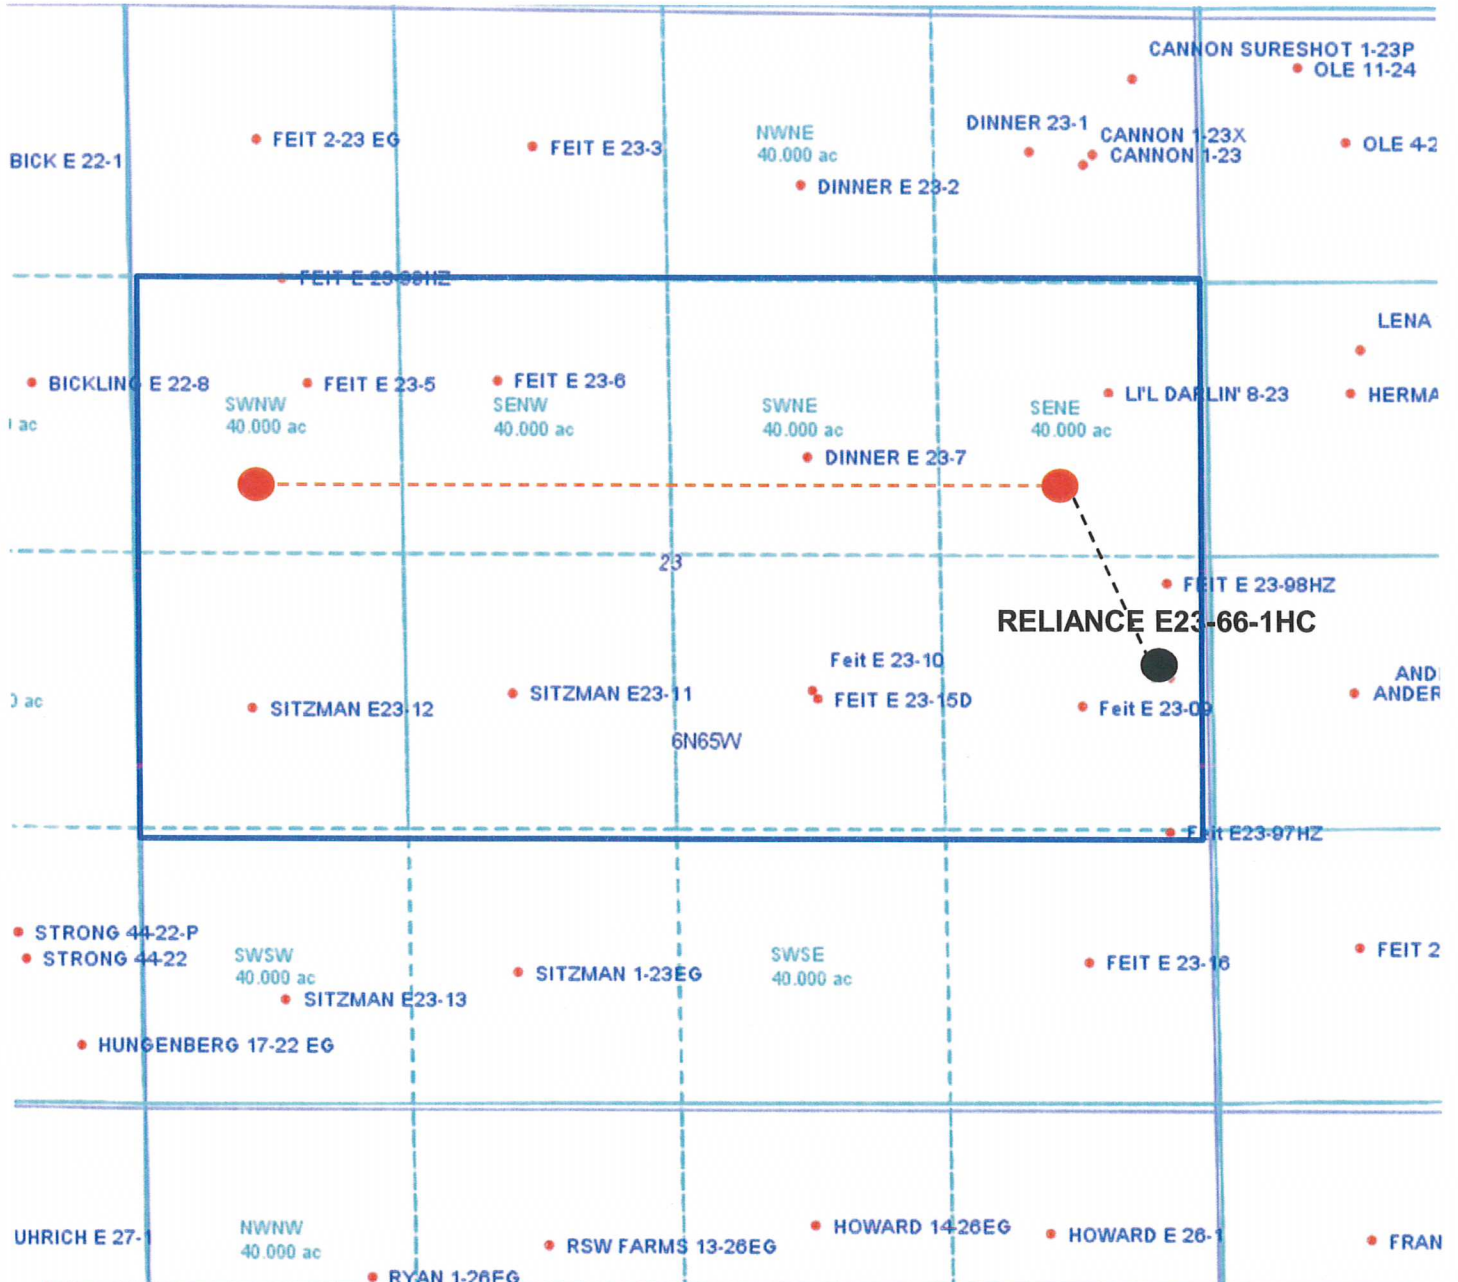 CANNON SURESHOT 1-23P
OLE 11-24
DINNER 23-1
NWNE
40.000 ac
CANNON 1-23X
FEIT 2-23 EG
FEIT E 23-3
OLE 4-2
CANNON 1-23
BICK E 22-1
DINNER E 23-2
FEIT E 23-99HZ
LENA
BICKLING E 22-8
FEIT E 23-5
FEIT E 23-6
LI'L DARLIN' 8-23
HERMA
SWNW
40.000 ac
SENW
40.000 ac
SWNE
40.000 ac
SENE
40.000 ac
ac
DINNER E 23-7
23
FEIT E 23-98HZ
RELIANCE E23-66-1HC
Feit E 23-10
AND
SITZMAN E23-11
ANDER
FEIT E 23-15D
0 ac
SITZMAN E23-12
Feit E 23-09
6N65W
Feit E23-97HZ
STRONG 44-22-P
STRONG 44-22
SWSW
40.000 ac
SWSE
40.000 ac
FEIT 2
FEIT E 23-16
SITZMAN 1-23EG
SITZMAN E23-13
HUNGENBERG 17-22 EG
NWNW
40.000 ac
HOWARD 14-26EG
HOWARD E 26-1
UHRICH E 27-1
FRAN
RSW FARMS 13-26EG
RYAN 1-26EG